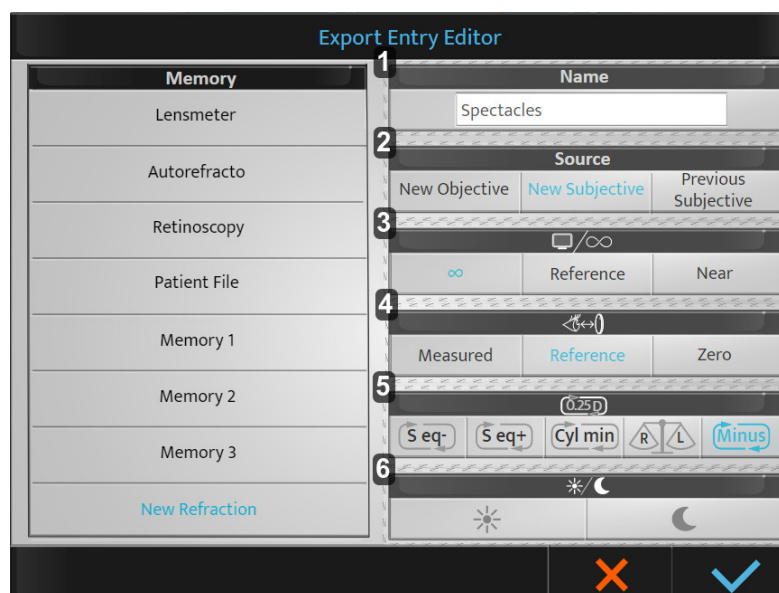 Export Entry Editor
Memory
Lensmeter
Autorefracto
Retinoscopy
Patient File
Memory 1
Memory 2
Memory 3
New Refraction
1
Name
Spectacles
2
Source
New Objective New Subjective Previous Subjective
3
/∞
∞ Reference Near
4
Measured Reference Zero
5
0.25 D
S eq- S eq+ Cyl min R L Minus
6